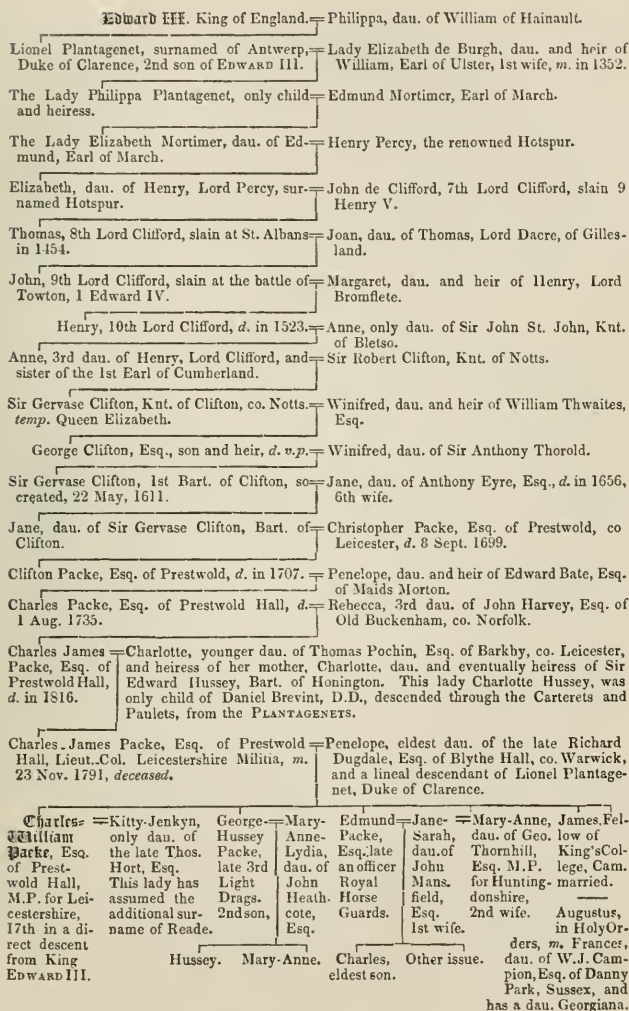 Edward III. King of England.=Philippa, dau. of William of Hainault.
Lionel Plantagenet, surnamed of Antwerp,=Lady Elizabeth de Burgh, dau. and heir of
Duke of Clarence, 2nd son of EDWARD III. William, Earl of Ulster, 1st wife, m. in 1352.
The Lady Philippa Plantagenet, only child=Edmund Mortimer, Earl of March.
and heiress.
The Lady Elizabeth Mortimer, dau. of Ed-=Henry Percy, the renowned Hotspur.
mund, Earl of March.
Elizabeth, dau. of Henry, Lord Percy, sur-=John de Clifford, 7th Lord Clifford, slain 9
named Hotspur. Henry V.
Thomas, 8th Lord Clifford, slain at St. Albans=Joan, dau. of Thomas, Lord Dacre, of Gilles-
in 1454. land.
John, 9th Lord Clifford, slain at the battle of=Margaret, dau. and heir of Henry, Lord
Towton, 1 Edward IV. Bromflete.
Henry, 10th Lord Clifford, d. in 1523.=Anne, only dau. of Sir John St. John, Knt.
of Bletso.
Anne, 3rd dau. of Henry, Lord Clifford, and=Sir Robert Clifton, Knt. of Notts.
sister of the 1st Earl of Cumberland.
Sir Gervase Clifton, Knt. of Clifton, co. Notts.=Winifred, dau. and heir of William Thwaites,
temp. Queen Elizabeth. Esq.
George Clifton, Esq., son and heir, d. v.p.=Winifred, dau. of Sir Anthony Thorold.
Sir Gervase Clifton, 1st Bart. of Clifton, so=Jane, dau. of Anthony Eyre, Esq., d. in 1656,
created, 22 May, 1611. 6th wife.
Jane, dau. of Sir Gervase Clifton, Bart. of=Christopher Packe, Esq. of Prestwold, co
Clifton. Leicester, d. 8 Sept. 1699.
Clifton Packe, Esq. of Prestwold, d. in 1707. =Penelope, dau. and heir of Edward Bate, Esq.
of Maids Morton.
Charles Packe, Esq. of Prestwold Hall, d.=Rebecca, 3rd dau. of John Harvey, Esq. of
1 Aug. 1735. Old Buckenham, co. Norfolk.
Charles James =Charlotte, younger dau. of Thomas Pochin, Esq. of Barkby, co. Leicester,
Packe, Esq. of and heiress of her mother, Charlotte, dau. and eventually heiress of Sir
Prestwold Hall, Edward Hussey, Bart. of Honington. This lady Charlotte Hussey, was
d. in 1816. only child of Daniel Brevint, D.D., descended through the Carterets and
Paulets, from the PLANTAGENETS.
Charles-James Packe, Esq. of Prestwold =Penelope, eldest dau. of the late Richard
Hall, Lieut.-Col. Leicestershire Militia, m. Dugdale, Esq. of Blythe Hall, co. Warwick,
23 Nov. 1791, deceased. and a lineal descendant of Lionel Plantage-
net, Duke of Clarence.
Charles-
William
Packe, Esq.
of Prest-
wold Hall,
M.P. for Lei-
cestershire,
17th in a di-
rect descent
from King
EDWARD III.
=Kitty-Jenkyn,
only dau. of
the late Thos.
Hort, Esq.
This lady has
assumed the
additional sur-
name of Reade.
George-
Hussey
Packe,
late 3rd
Light
Drags.
2nd son,
=Mary-
Anne-
Lydia,
dau. of
John
Heath-
cote,
Esq.
Hussey. Mary-Anne.
Edmund
Packe,
Esq. late
an officer
Royal
Horse
Guards.
=Jane-
Sarah,
dau. of
John
Mans-
field,
Esq.
1st wife.
=Mary-Anne,
dau. of Geo.
Thornhill,
Esq. M.P.
for Hunting-
donshire,
2nd wife.
Charles, Other issue.
eldest son.
James, Fel-
low of
King's Col-
lege, Cam.
married.
Augustus,
in Holy Or-
ders, m. Frances,
dau. of W. J. Cam-
pion, Esq. of Danny
Park, Sussex, and
has a dau. Georgiana.